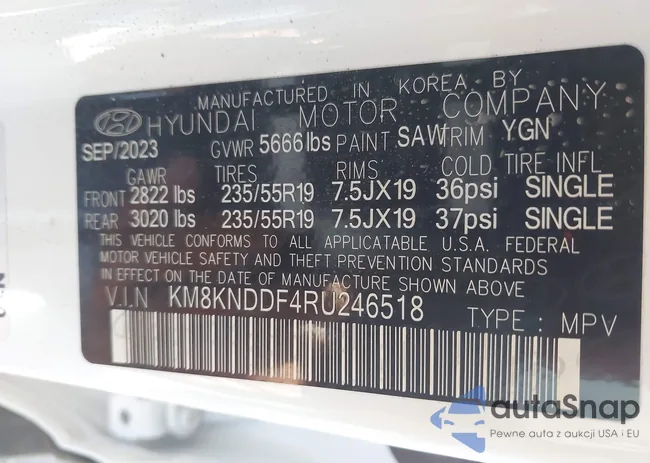 MANUFACTURED IN KOREA BY
HYUNDAI MOTOR COMPANY
SEP/2023 GVWR 5666lbs PAINT SAW TRIM YGN
GAWR TIRES RIMS COLD TIRE INFL
FRONT 2822 lbs 235/55R19 7.5JX19 36psi SINGLE
REAR 3020 lbs 235/55R19 7.5JX19 37psi SINGLE
THIS VEHICLE CONFORMS TO ALL APPLICATABLE U.S.A. FEDERAL
MOTOR VEHICLE SAFETY AND THEFT PREVENTION STANDARDS
IN EFFECT ON THE DATE OF MANUFACTURE SHOWN ABOVE
V.I.N KM8KNDDF4RU246518
TYPE : MPV
autoSnap
Pewne auta z aukcji USA i EU